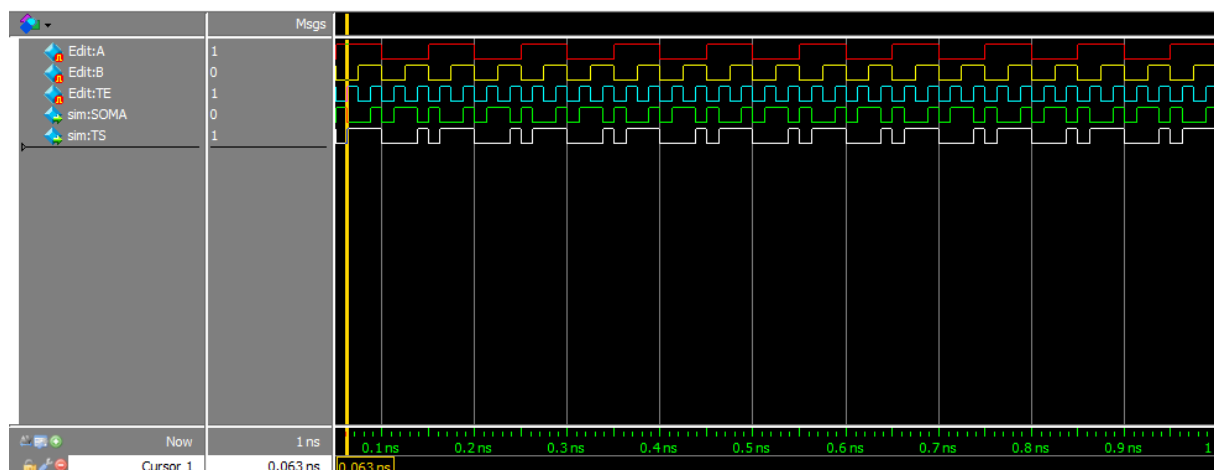 Msgs
Edit:A 1
Edit:B 0
Edit:TE 1
sim:SOMA 0
sim:TS 1
Now 1 ns 0.1 ns 0.2 ns 0.3 ns 0.4 ns 0.5 ns 0.6 ns 0.7 ns 0.8 ns 0.9 ns 1
Cursor 1 0.063 ns 0.063 ns